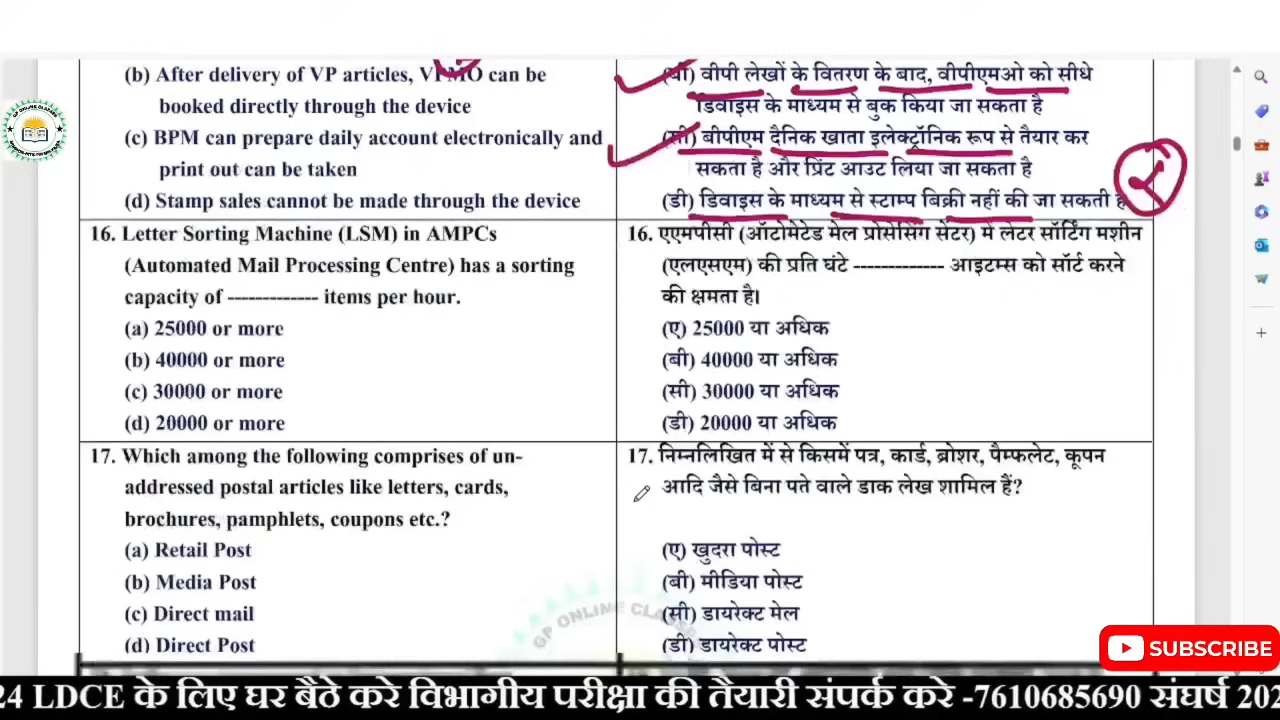 (b) After delivery of VP articles, VPMO can be
booked directly through the device
(c) BPM can prepare daily account electronically and
print out can be taken
(d) Stamp sales cannot be made through the device
(बी) वीपी लेखों के वितरण के बाद, वीपीएमओ को सीधे
डिवाइस के माध्यम से बुक किया जा सकता है
(सी) बीपीएम दैनिक खाता इलेक्ट्रॉनिक रूप से तैयार कर
सकता है और प्रिंट आउट लिया जा सकता है
(डी) डिवाइस के माध्यम से स्टाम्प बिक्री नहीं की जा सकती है
16. Letter Sorting Machine (LSM) in AMPCs
(Automated Mail Processing Centre) has a sorting
capacity of ------------- items per hour.
(a) 25000 or more
(b) 40000 or more
(c) 30000 or more
(d) 20000 or more
16. एएमपीसी (ऑटोमेटेड मेल प्रोसेसिंग सेंटर) में लेटर सॉर्टिंग मशीन
(एलएसएम) की प्रति घंटे ------------- आइटम्स को सॉर्ट करने
की क्षमता है।
(ए) 25000 या अधिक
(बी) 40000 या अधिक
(सी) 30000 या अधिक
(डी) 20000 या अधिक
17. Which among the following comprises of un-
addressed postal articles like letters, cards,
brochures, pamphlets, coupons etc.?
(a) Retail Post
(b) Media Post
(c) Direct mail
(d) Direct Post
17. निम्नलिखित में से किसमें पत्र, कार्ड, ब्रोशर, पैम्फलेट, कूपन
आदि जैसे बिना पते वाले डाक लेख शामिल हैं?
(ए) खुदरा पोस्ट
(बी) मीडिया पोस्ट
(सी) डायरेक्ट मेल
(डी) डायरेक्ट पोस्ट
GP ONLINE CLASSES
SUBSCRIBE
24 LDCE के लिए घर बैठे करे विभागीय परीक्षा की तैयारी संपर्क करे -7610685690 संघर्ष 202